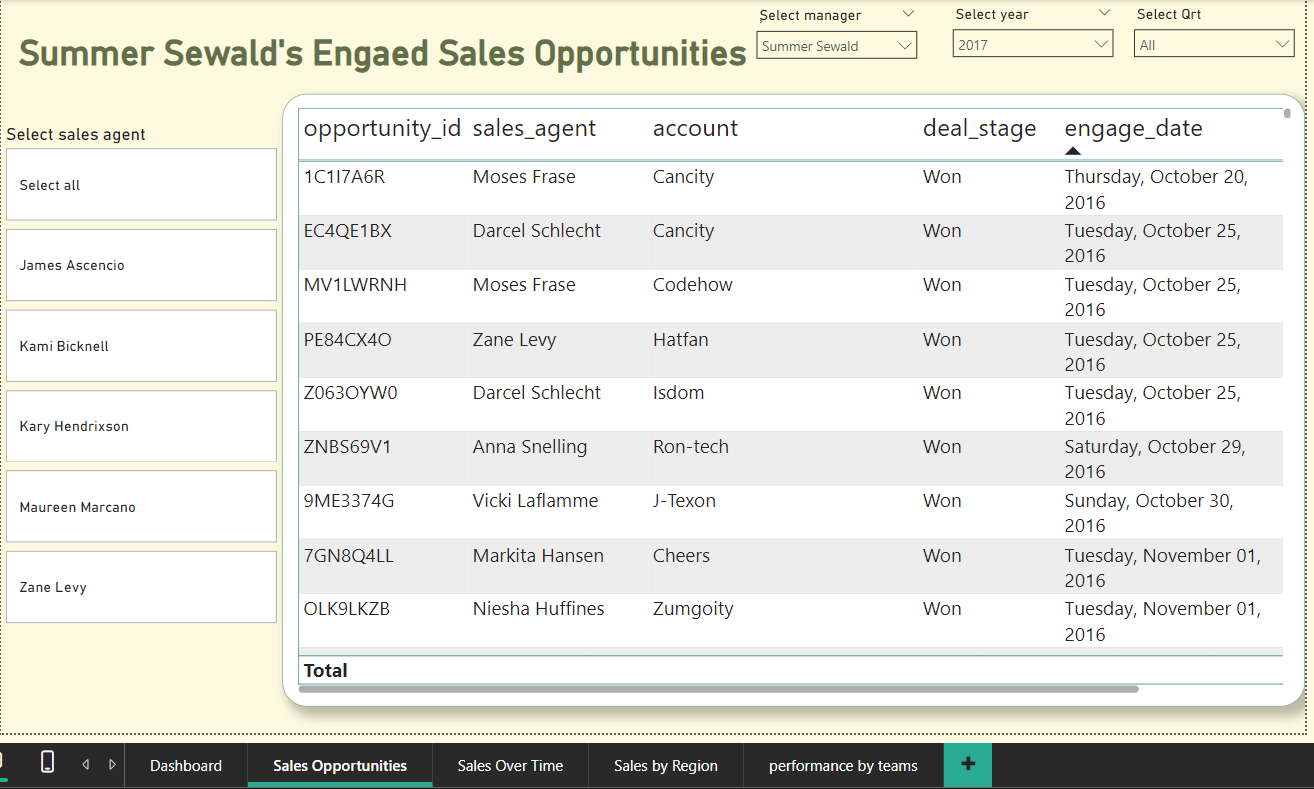 Select manager
Summer Sewald
Select year
2017
Select Qrt
All
Summer Sewald's Engaed Sales Opportunities
Select sales agent
Select all
James Ascencio
Kami Bicknell
Kary Hendrixson
Maureen Marcano
Zane Levy
opportunity_id sales_agent account deal_stage engage_date
1C1I7A6R Moses Frase Cancity Won Thursday, October 20,
2016
EC4QE1BX Darcel Schlecht Cancity Won Tuesday, October 25,
2016
MV1LWRNH Moses Frase Codehow Won Tuesday, October 25,
2016
PE84CX4O Zane Levy Hatfan Won Tuesday, October 25,
2016
Z063OYW0 Darcel Schlecht Isdom Won Tuesday, October 25,
2016
ZNBS69V1 Anna Snelling Ron-tech Won Saturday, October 29,
2016
9ME3374G Vicki Laflamme J-Texon Won Sunday, October 30,
2016
7GN8Q4LL Markita Hansen Cheers Won Tuesday, November 01,
2016
OLK9LKZB Niesha Huffines Zumgoity Won Tuesday, November 01,
2016
Total
Dashboard Sales Opportunities Sales Over Time Sales by Region performance by teams +